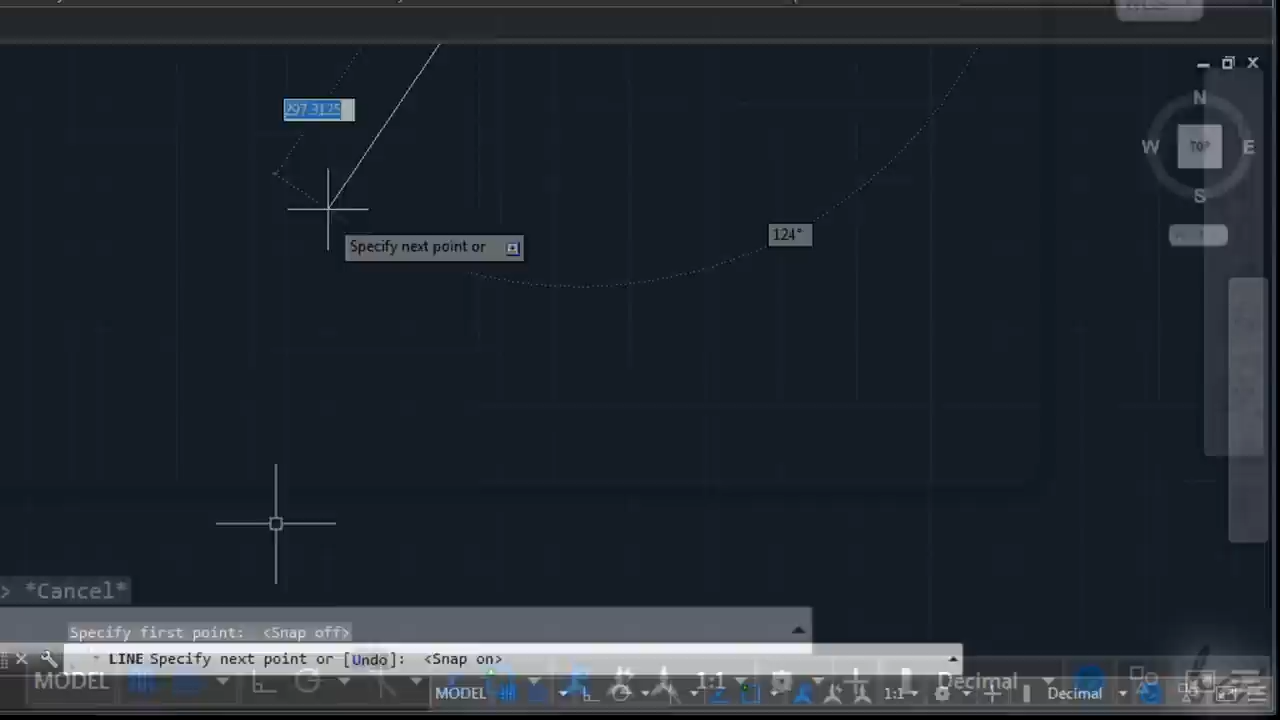 N
W TOP E
S
297.3125
Specify next point or
124°
> *Cancel*
Specify first point: <Snap off>
LINE Specify next point or [Undo]: <Snap on>
MODEL 1:1 Decimal
MODEL 1:1 Decimal